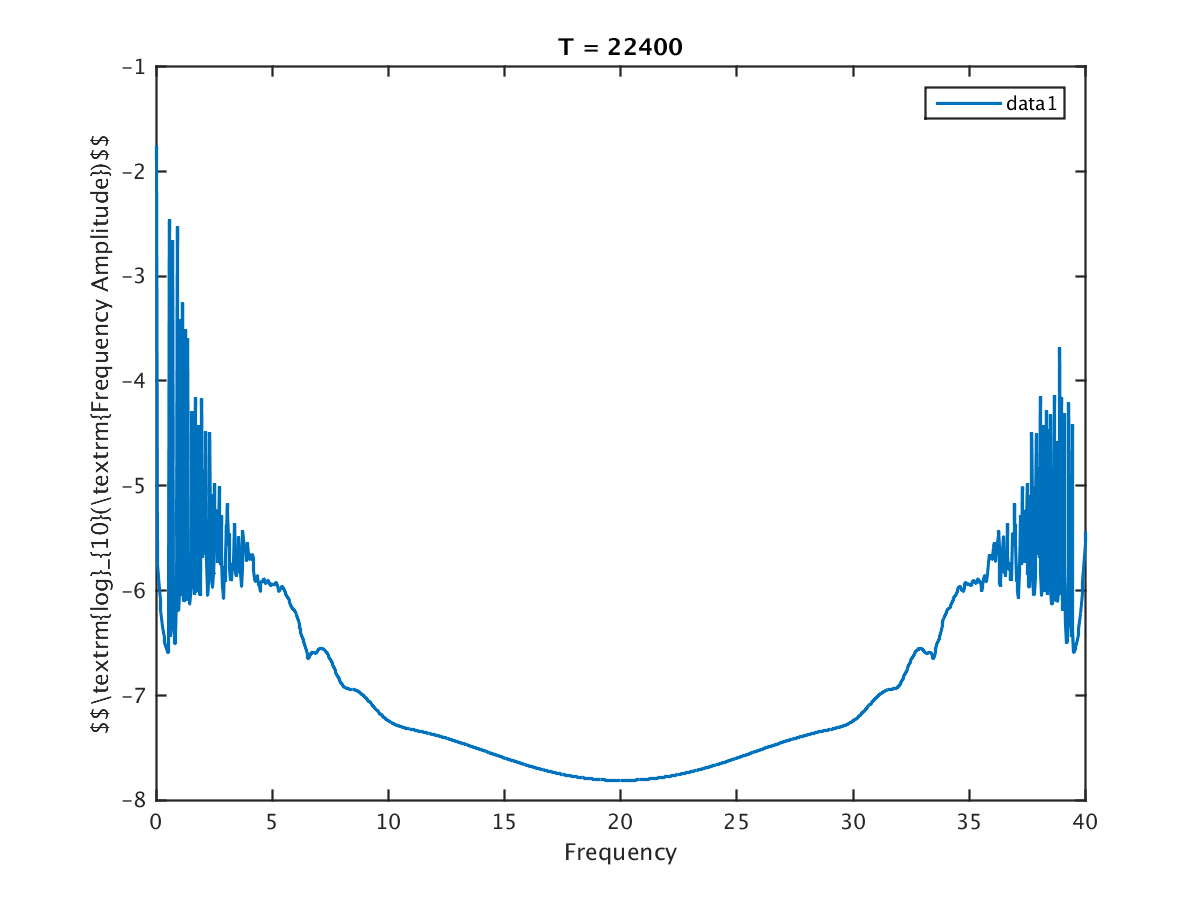 T = 22400
data1
$$\textrm{log}_{10}(\textrm{Frequency Amplitude})$$
-1
-2
-3
-4
-5
-6
-7
-8
0 5 10 15 20 25 30 35 40
Frequency